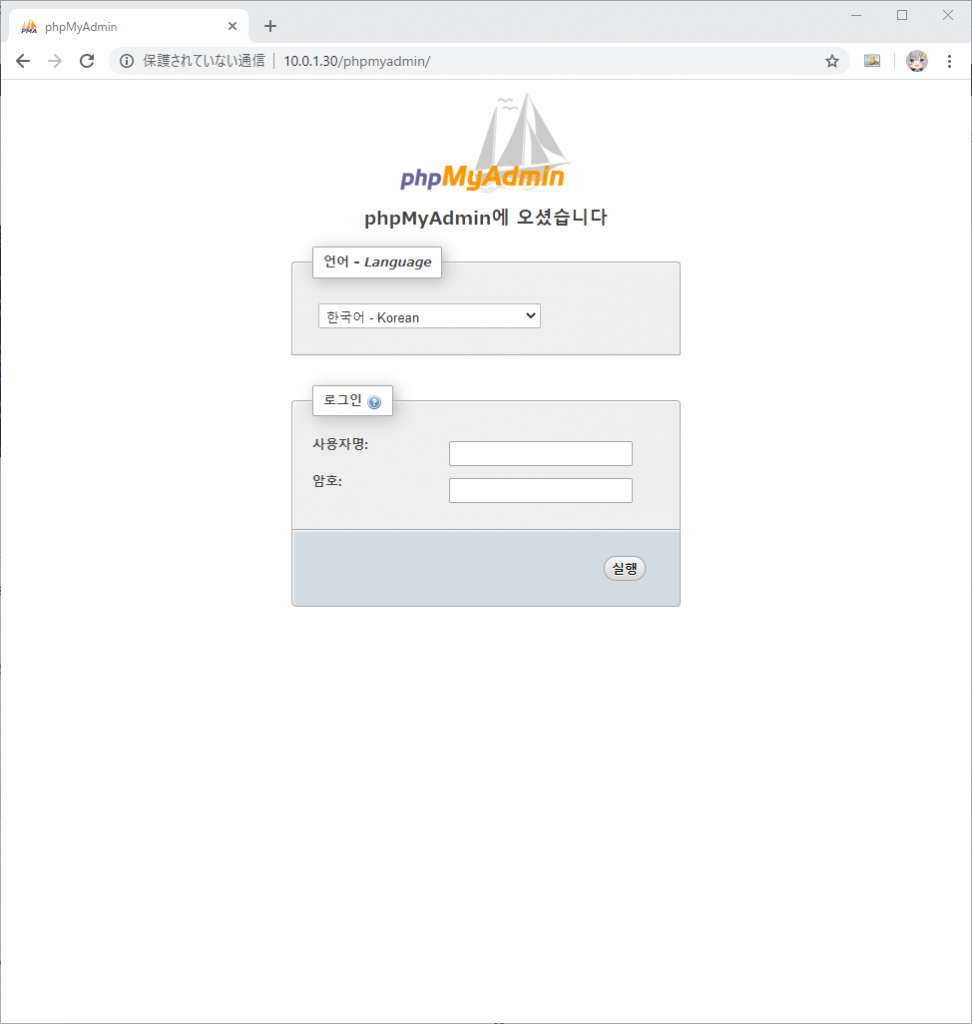 phpMyAdmin
保護されていない通信 | 10.0.1.30/phpmyadmin/
phpMyAdmin
phpMyAdmin에 오셨습니다
언어 - Language
한국어 - Korean
로그인
사용자명:
암호:
실행